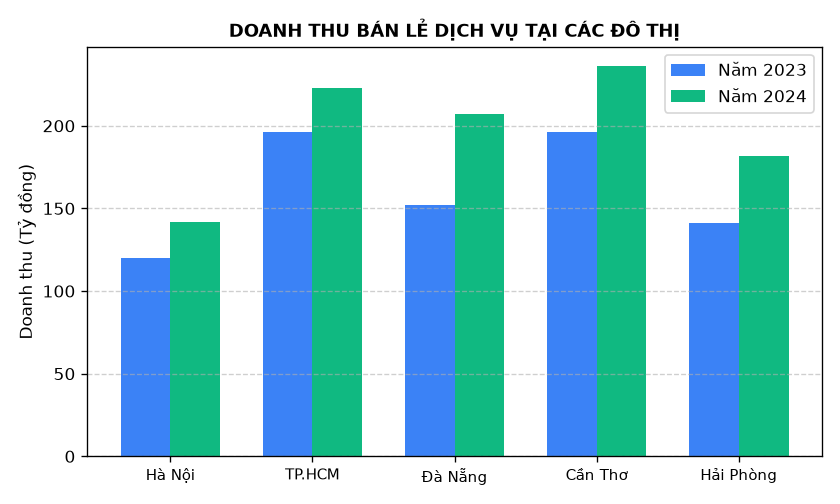 DOANH THU BÁN LẺ DỊCH VỤ TẠI CÁC ĐÔ THỊ
Năm 2023
Năm 2024
Doanh thu (Tỷ đồng)
200
150
100
50
0
Hà Nội
TP.HCM
Đà Nẵng
Cần Thơ
Hải Phòng